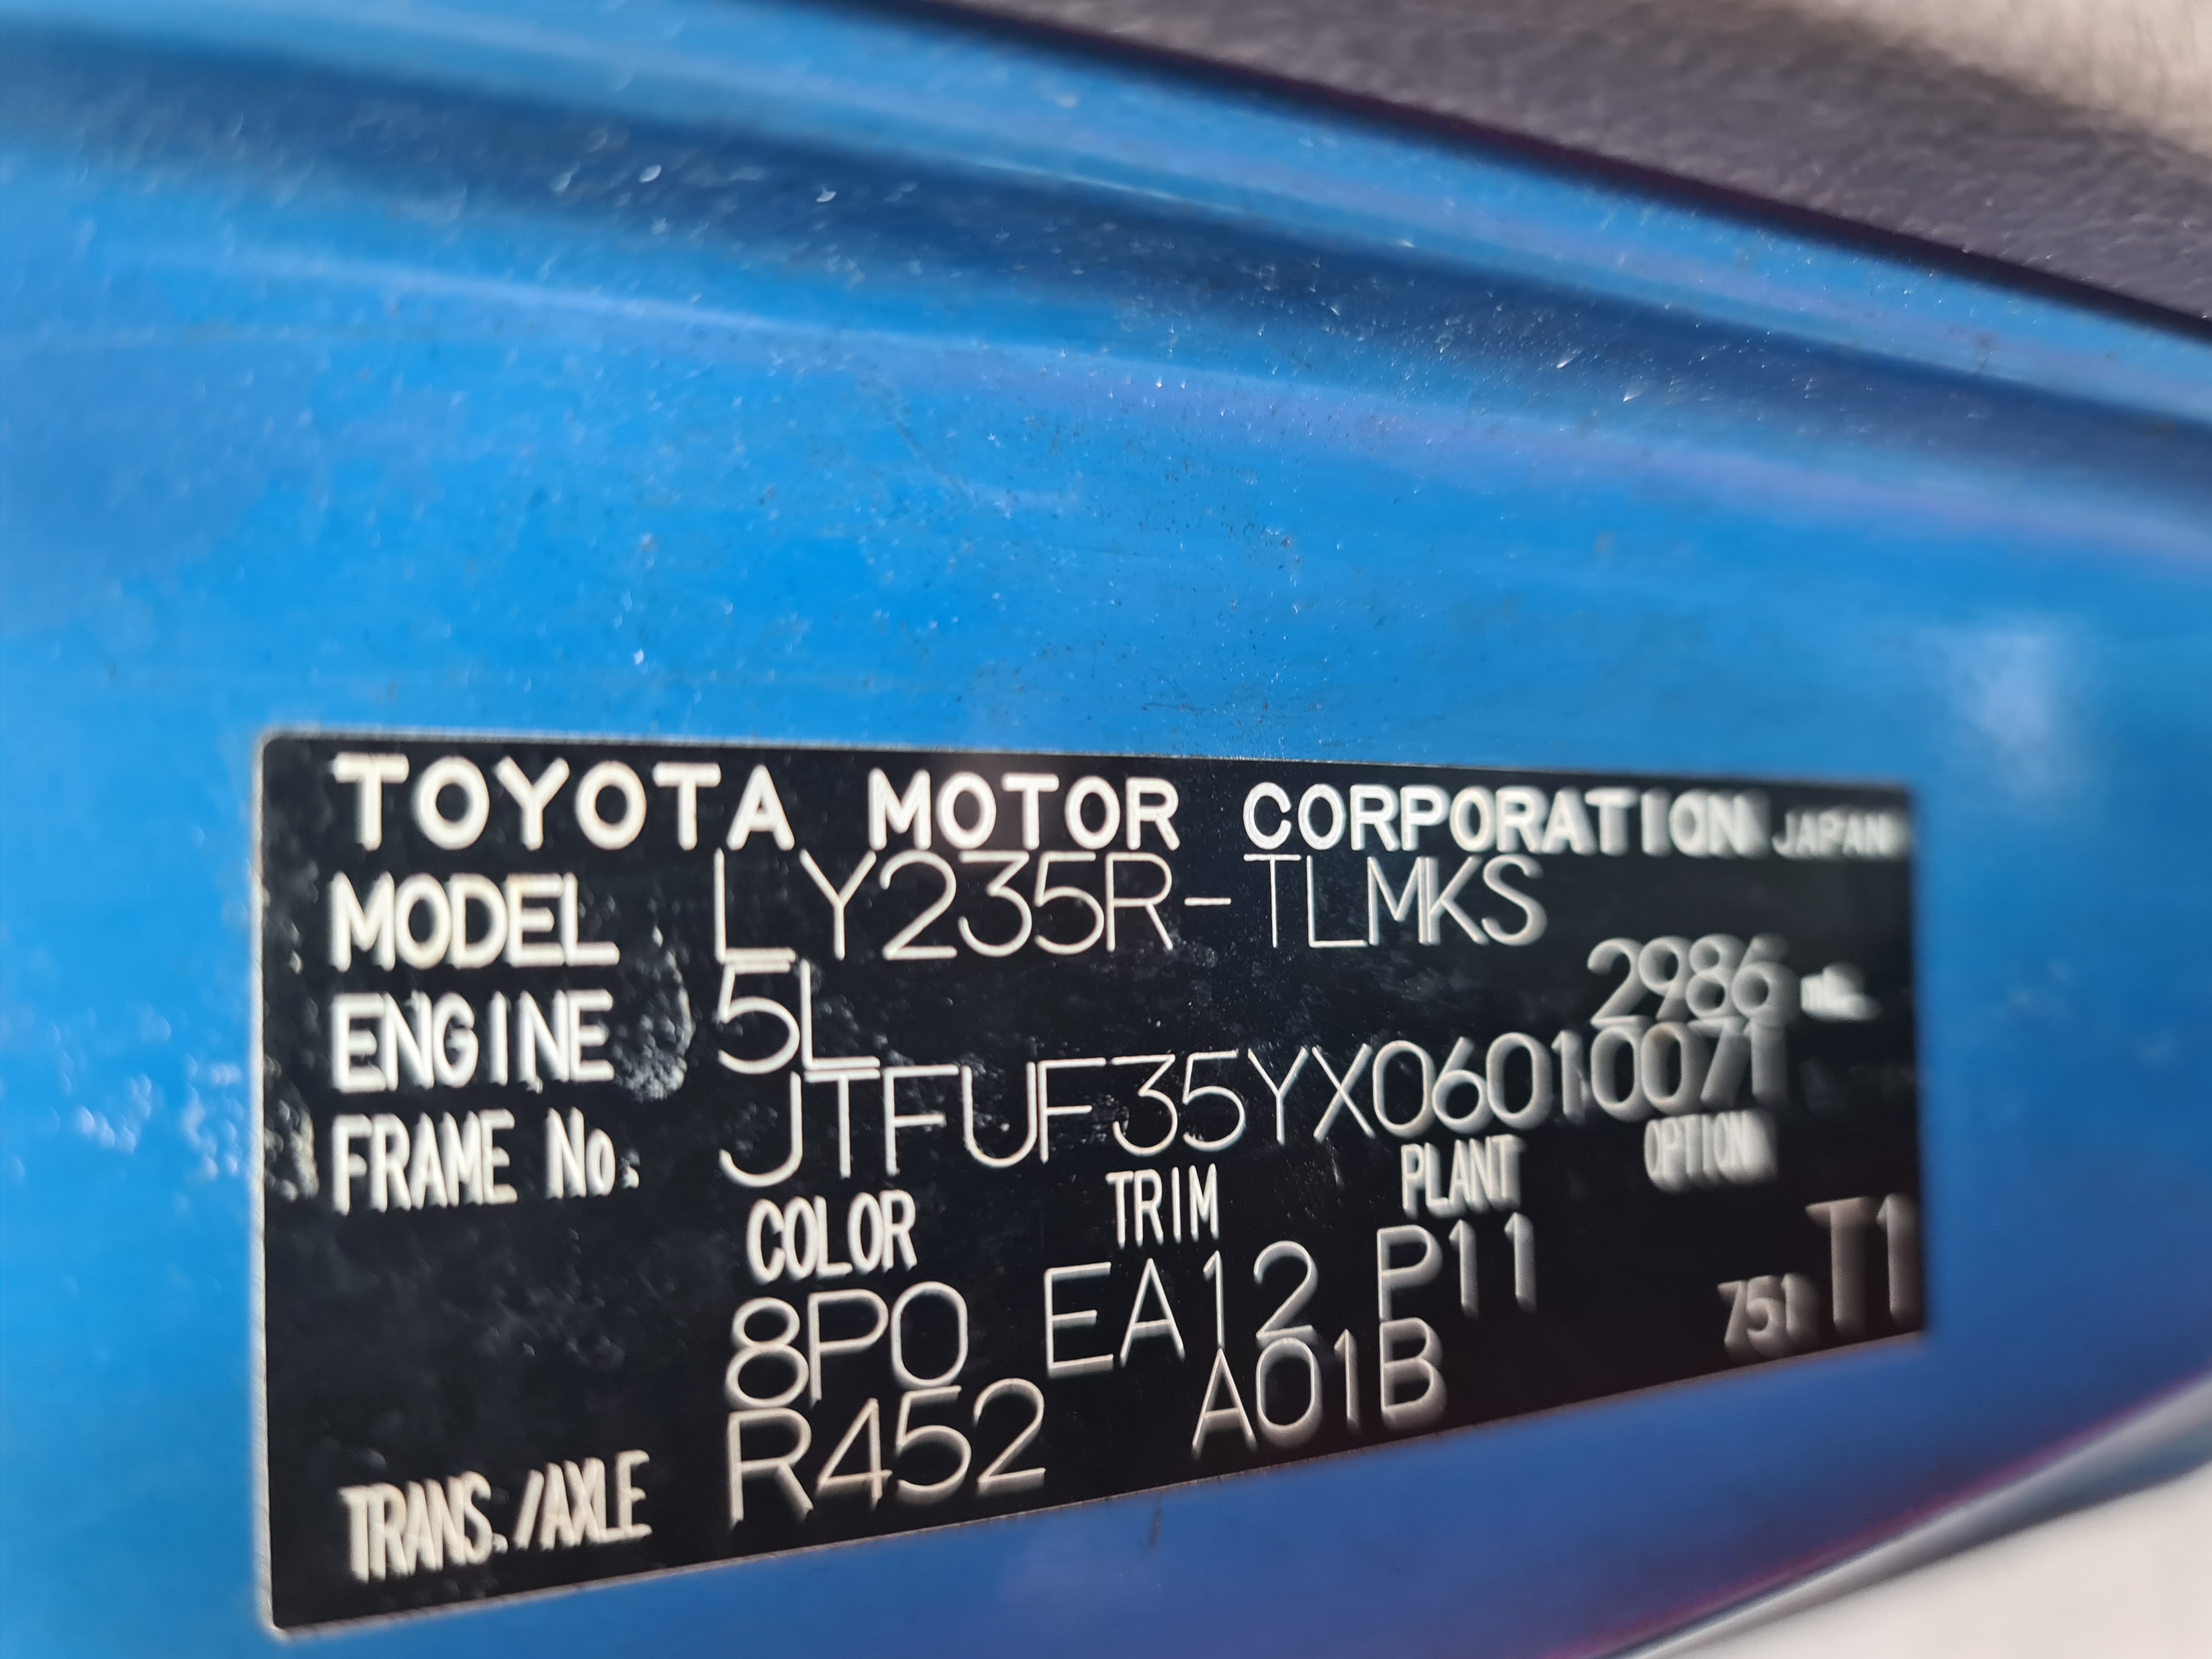 TOYOTA MOTOR CORPORATION JAPAN
MODEL LY235R-TLMKS
ENGINE 5L 2986 mL
FRAME No. JTFUF35YX06010071
COLOR TRIM PLANT OPTION
8P0 EA12 P11 751 T1
TRANS./AXLE R452 A01B